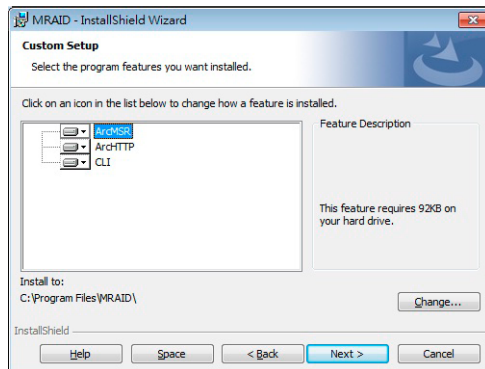 MRAID - InstallShield Wizard
Custom Setup
Select the program features you want installed.
Click on an icon in the list below to change how a feature is installed.
ArcMSR
ArcHTTP
CLI
Feature Description
This feature requires 92KB on
your hard drive.
Install to:
C:\Program Files\MRAID\
Change...
InstallShield
Help
Space
< Back
Next >
Cancel